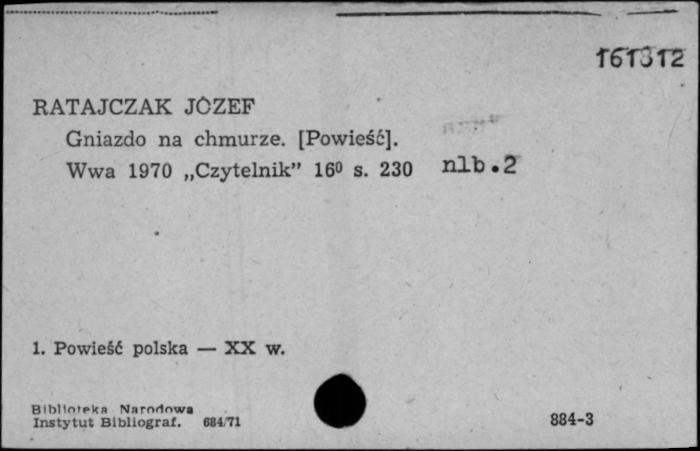 161312
RATAJCZAK JÓZEF
Gniazdo na chmurze. [Powieść].
Wwa 1970 „Czytelnik” 16⁰ s. 230 nlb.2
1. Powieść polska — XX w.
Biblioteka Narodowa
Instytut Bibliograf. 684/71
884-3